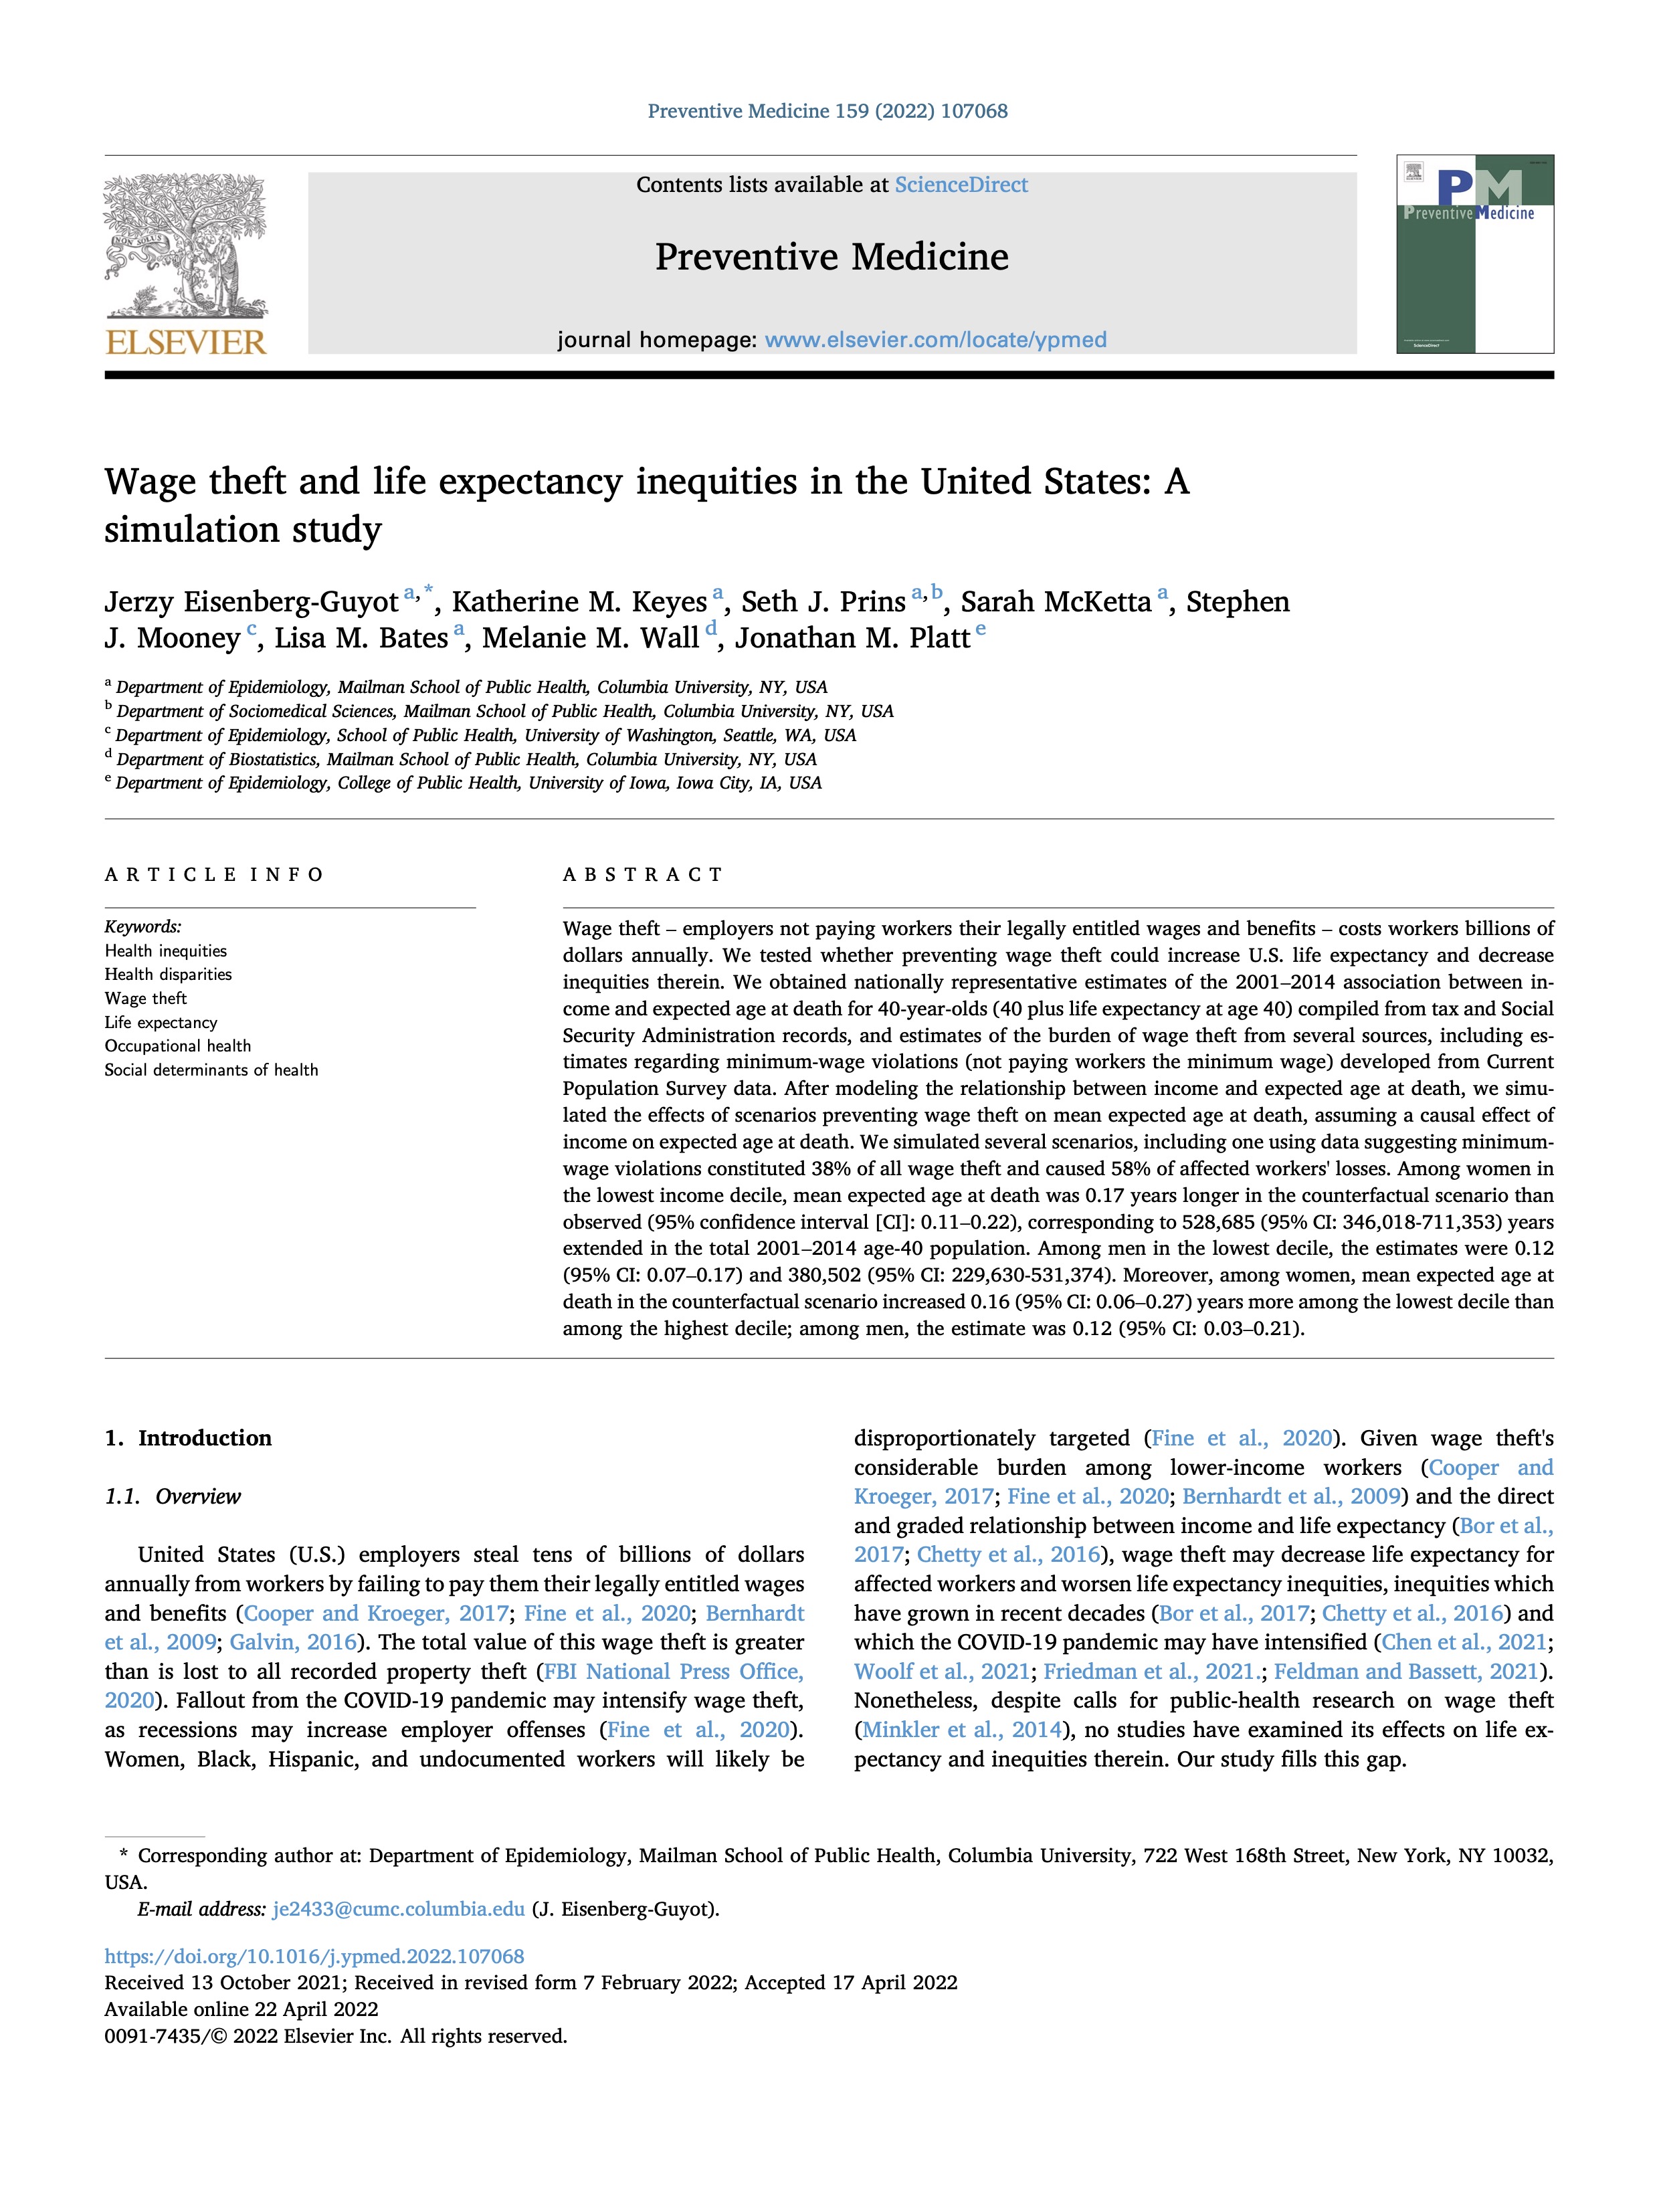 Preventive Medicine 159 (2022) 107068
Contents lists available at ScienceDirect
Preventive Medicine
journal homepage: www.elsevier.com/locate/ypmed
NON SOLUS
ELSEVIER
PM
Preventive Medicine
ScienceDirect
Wage theft and life expectancy inequities in the United States: A
simulation study
Jerzy Eisenberg-Guyot a,*, Katherine M. Keyes a, Seth J. Prins a,b, Sarah McKetta a, Stephen
J. Mooney c, Lisa M. Bates a, Melanie M. Wall d, Jonathan M. Platt e
a Department of Epidemiology, Mailman School of Public Health, Columbia University, NY, USA
b Department of Sociomedical Sciences, Mailman School of Public Health, Columbia University, NY, USA
c Department of Epidemiology, School of Public Health, University of Washington, Seattle, WA, USA
d Department of Biostatistics, Mailman School of Public Health, Columbia University, NY, USA
e Department of Epidemiology, College of Public Health, University of Iowa, Iowa City, IA, USA
ARTICLE INFO
Keywords:
Health inequities
Health disparities
Wage theft
Life expectancy
Occupational health
Social determinants of health
ABSTRACT
Wage theft – employers not paying workers their legally entitled wages and benefits – costs workers billions of
dollars annually. We tested whether preventing wage theft could increase U.S. life expectancy and decrease
inequities therein. We obtained nationally representative estimates of the 2001–2014 association between in-
come and expected age at death for 40-year-olds (40 plus life expectancy at age 40) compiled from tax and Social
Security Administration records, and estimates of the burden of wage theft from several sources, including es-
timates regarding minimum-wage violations (not paying workers the minimum wage) developed from Current
Population Survey data. After modeling the relationship between income and expected age at death, we simu-
lated the effects of scenarios preventing wage theft on mean expected age at death, assuming a causal effect of
income on expected age at death. We simulated several scenarios, including one using data suggesting minimum-
wage violations constituted 38% of all wage theft and caused 58% of affected workers' losses. Among women in
the lowest income decile, mean expected age at death was 0.17 years longer in the counterfactual scenario than
observed (95% confidence interval [CI]: 0.11–0.22), corresponding to 528,685 (95% CI: 346,018-711,353) years
extended in the total 2001–2014 age-40 population. Among men in the lowest decile, the estimates were 0.12
(95% CI: 0.07–0.17) and 380,502 (95% CI: 229,630-531,374). Moreover, among women, mean expected age at
death in the counterfactual scenario increased 0.16 (95% CI: 0.06–0.27) years more among the lowest decile than
among the highest decile; among men, the estimate was 0.12 (95% CI: 0.03–0.21).
1. Introduction
1.1. Overview
United States (U.S.) employers steal tens of billions of dollars
annually from workers by failing to pay them their legally entitled wages
and benefits (Cooper and Kroeger, 2017; Fine et al., 2020; Bernhardt
et al., 2009; Galvin, 2016). The total value of this wage theft is greater
than is lost to all recorded property theft (FBI National Press Office,
2020). Fallout from the COVID-19 pandemic may intensify wage theft,
as recessions may increase employer offenses (Fine et al., 2020).
Women, Black, Hispanic, and undocumented workers will likely be
disproportionately targeted (Fine et al., 2020). Given wage theft's
considerable burden among lower-income workers (Cooper and
Kroeger, 2017; Fine et al., 2020; Bernhardt et al., 2009) and the direct
and graded relationship between income and life expectancy (Bor et al.,
2017; Chetty et al., 2016), wage theft may decrease life expectancy for
affected workers and worsen life expectancy inequities, inequities which
have grown in recent decades (Bor et al., 2017; Chetty et al., 2016) and
which the COVID-19 pandemic may have intensified (Chen et al., 2021;
Woolf et al., 2021; Friedman et al., 2021.; Feldman and Bassett, 2021).
Nonetheless, despite calls for public-health research on wage theft
(Minkler et al., 2014), no studies have examined its effects on life ex-
pectancy and inequities therein. Our study fills this gap.
* Corresponding author at: Department of Epidemiology, Mailman School of Public Health, Columbia University, 722 West 168th Street, New York, NY 10032,
USA.
E-mail address: je2433@cumc.columbia.edu (J. Eisenberg-Guyot).
https://doi.org/10.1016/j.ypmed.2022.107068
Received 13 October 2021; Received in revised form 7 February 2022; Accepted 17 April 2022
Available online 22 April 2022
0091-7435/© 2022 Elsevier Inc. All rights reserved.